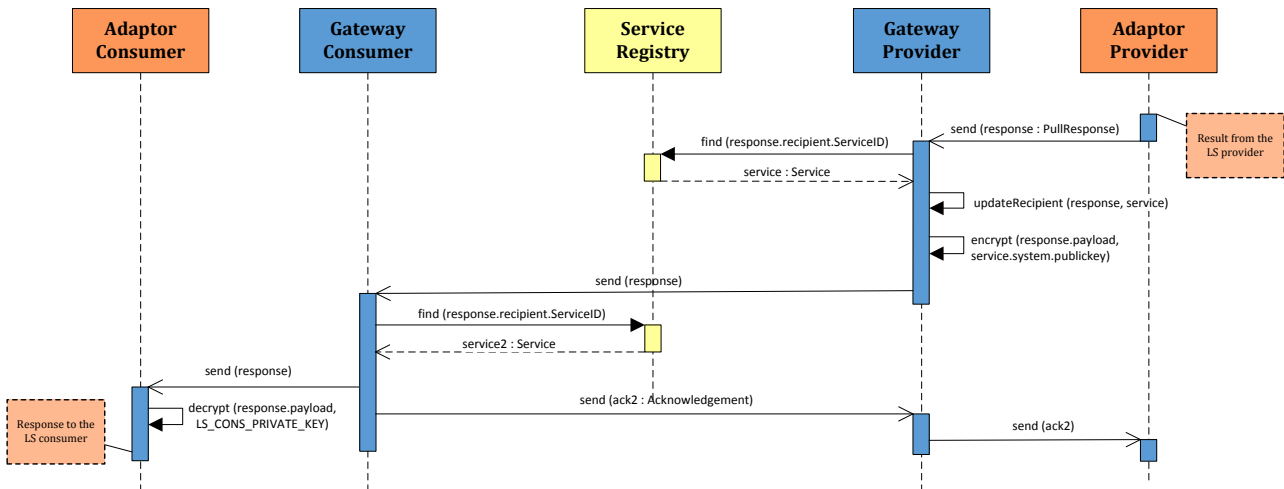 Adaptor
Consumer
Gateway
Consumer
Service
Registry
Gateway
Provider
Adaptor
Provider
send (response : PullResponse)
Result from the
LS provider
find (response.recipient.ServiceID)
service : Service
updateRecipient (response, service)
encrypt (response.payload,
service.system.publickey)
send (response)
find (response.recipient.ServiceID)
service2 : Service
send (response)
decrypt (response.payload,
LS_CONS_PRIVATE_KEY)
Response to the
LS consumer
send (ack2 : Acknowledgement)
send (ack2)